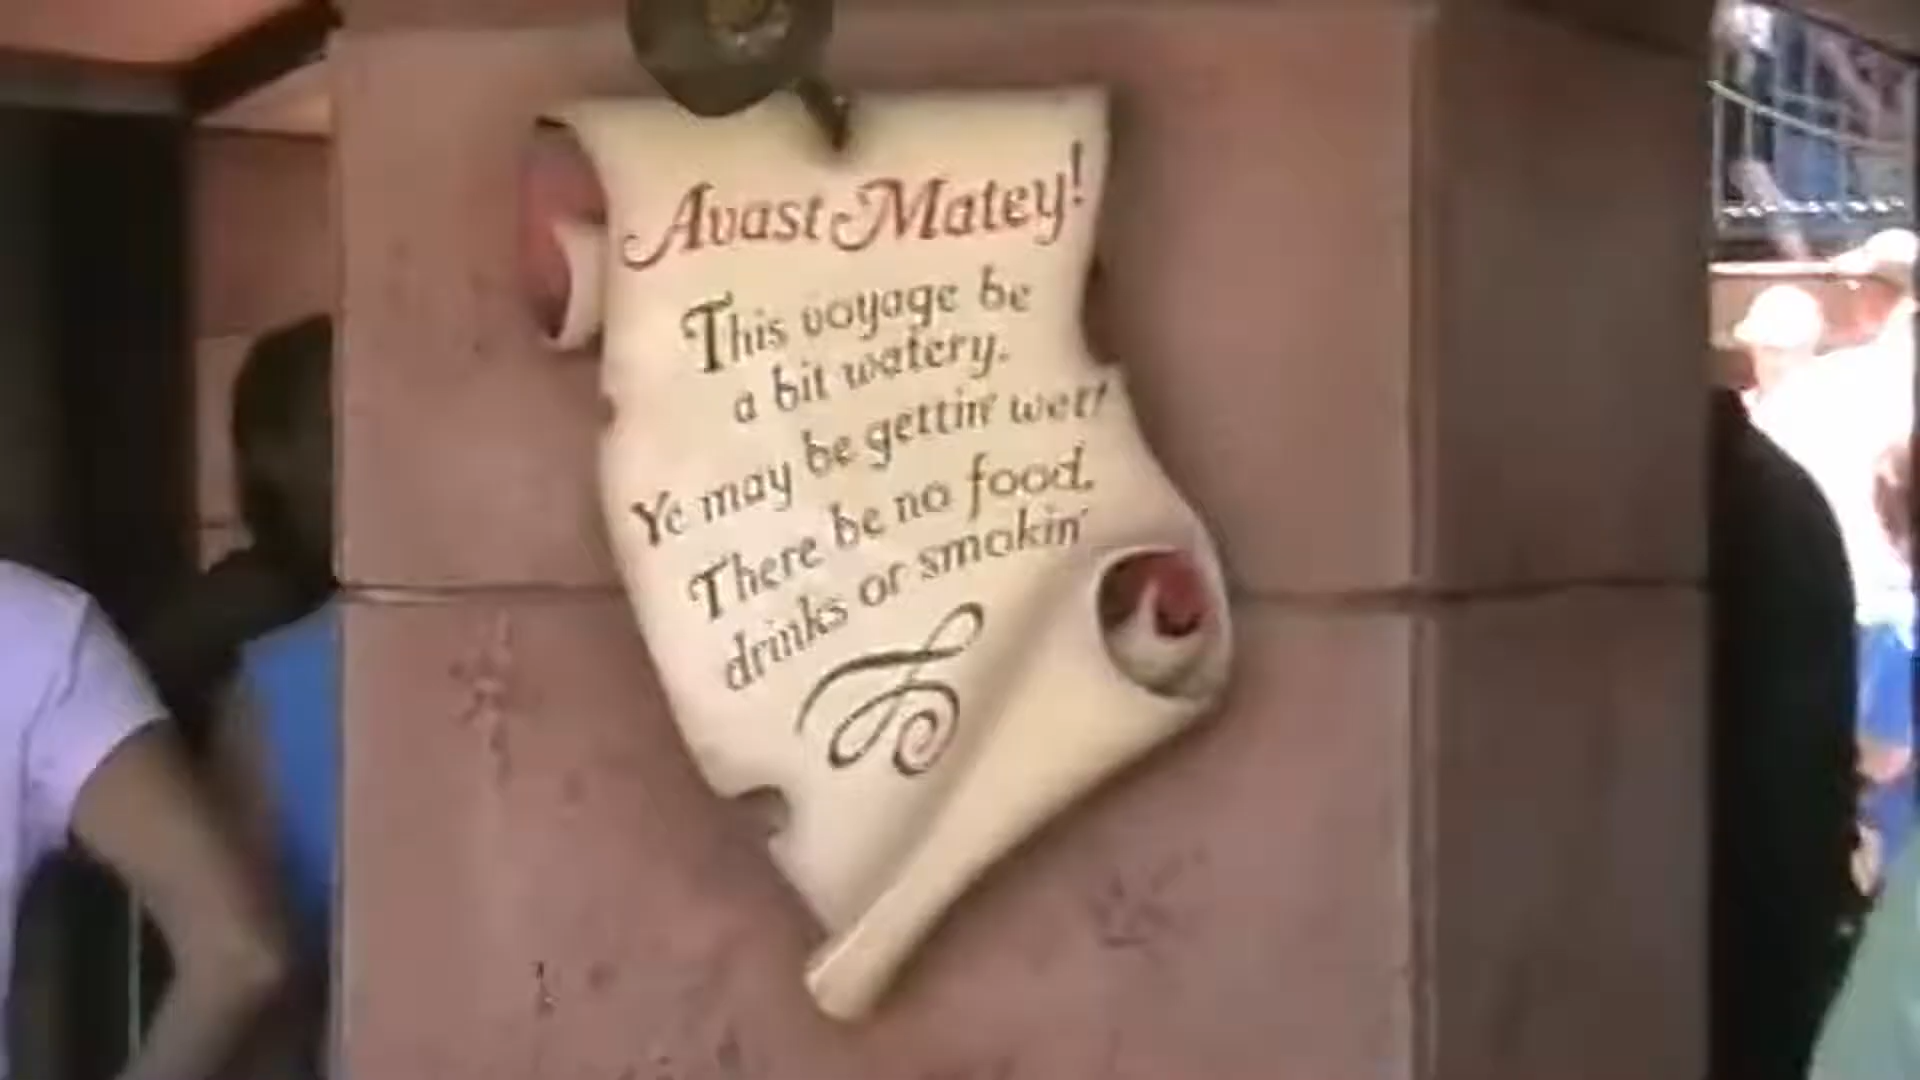 Avast Matey!
This voyage be
a bit watery.
Ye may be gettin' wet!
There be no food,
drinks or smokin'